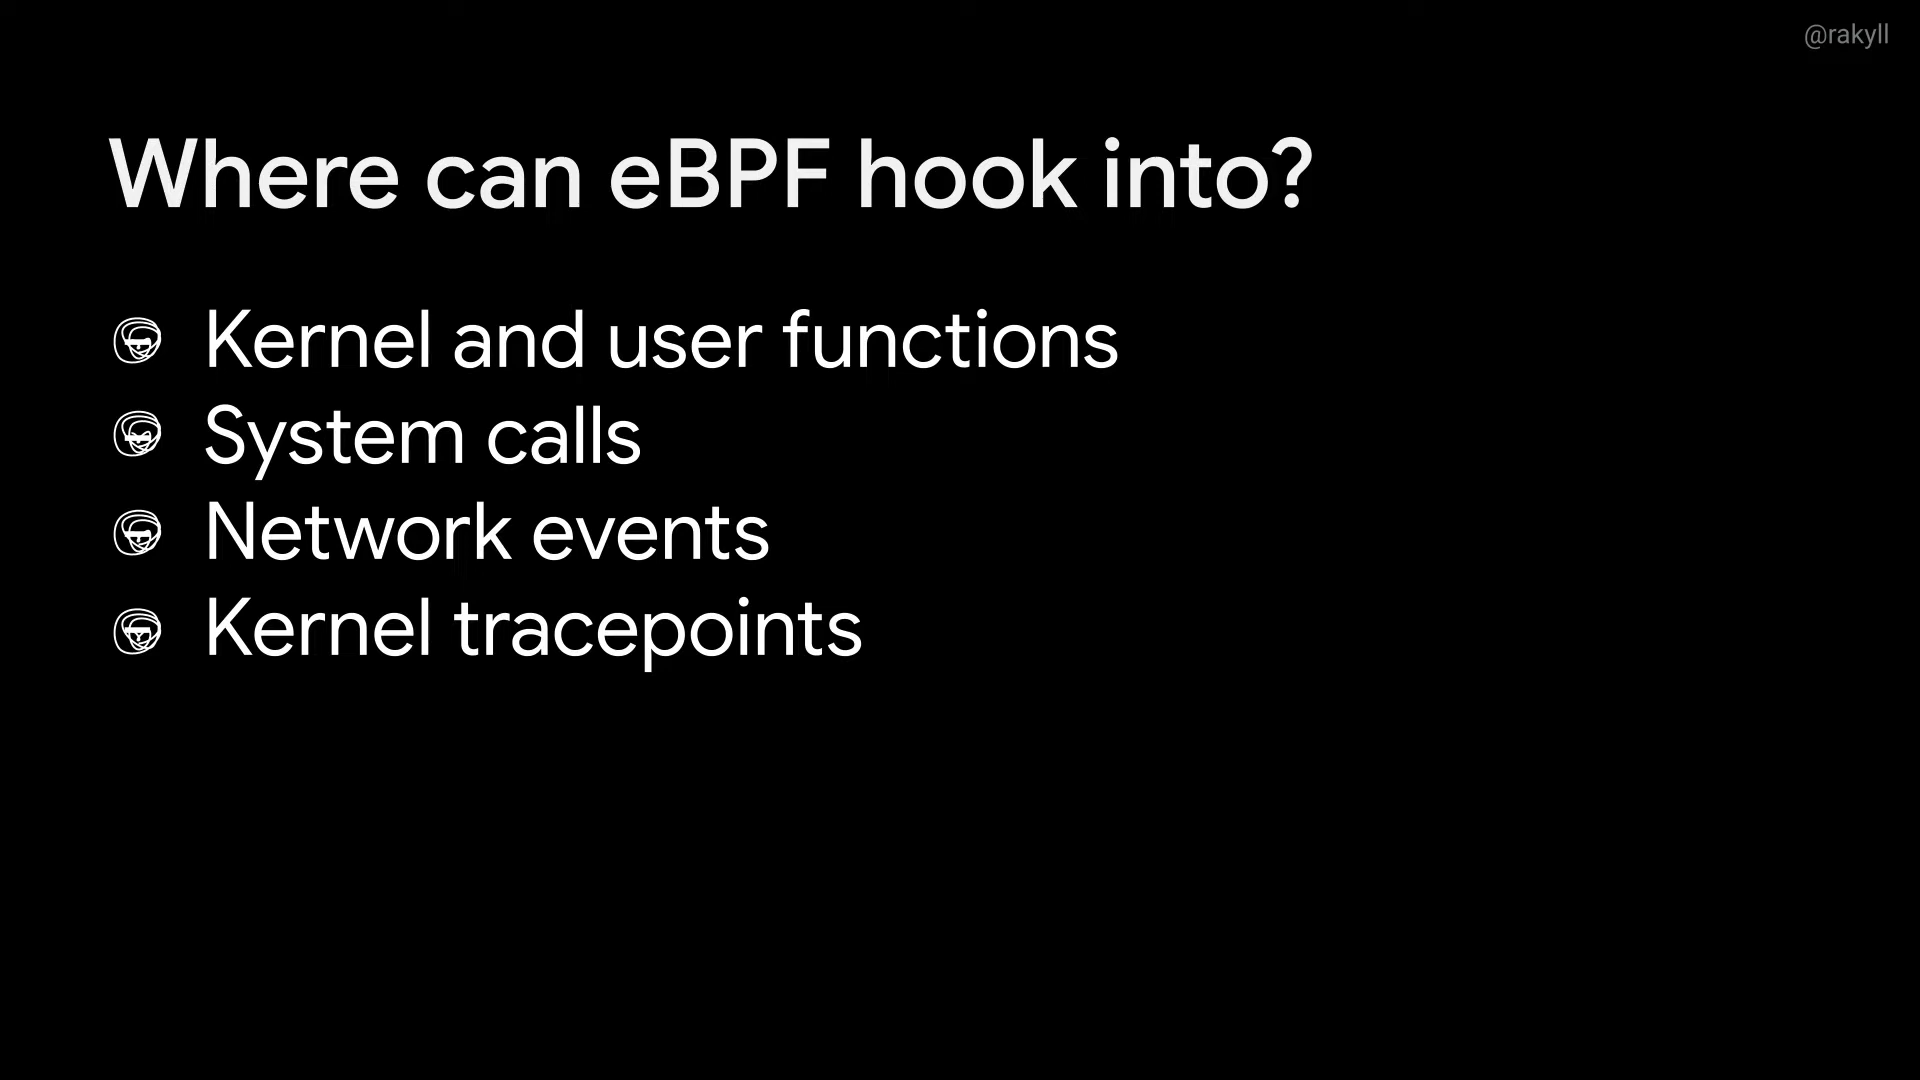 @rakyll
Where can eBPF hook into?
Kernel and user functions
System calls
Network events
Kernel tracepoints